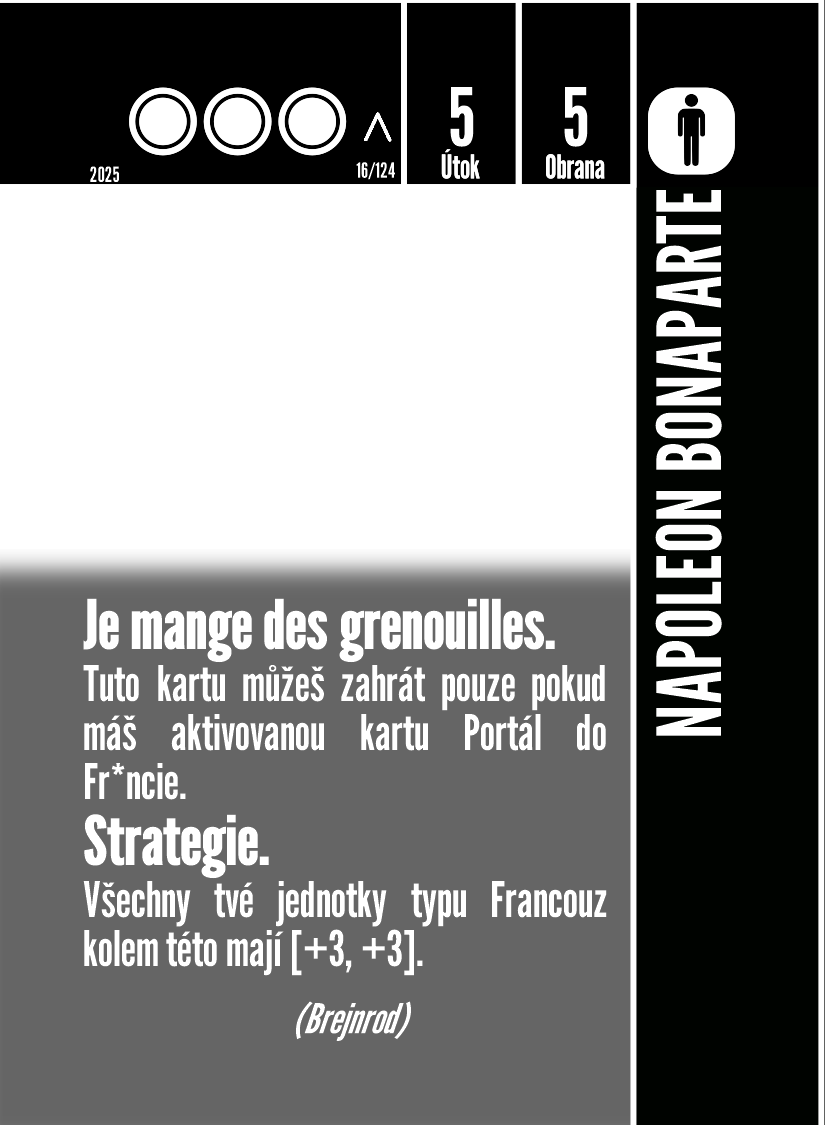 2025
16/124
5
Útok
5
Obrana
NAPOLEON BONAPARTE
Je mange des grenouilles.
Tuto kartu můžeš zahrát pouze pokud
máš aktivovanou kartu Portál do
Fr*ncie.
Strategie.
Všechny tvé jednotky typu Francouz
kolem této mají [+3, +3].
(Brejnrod)